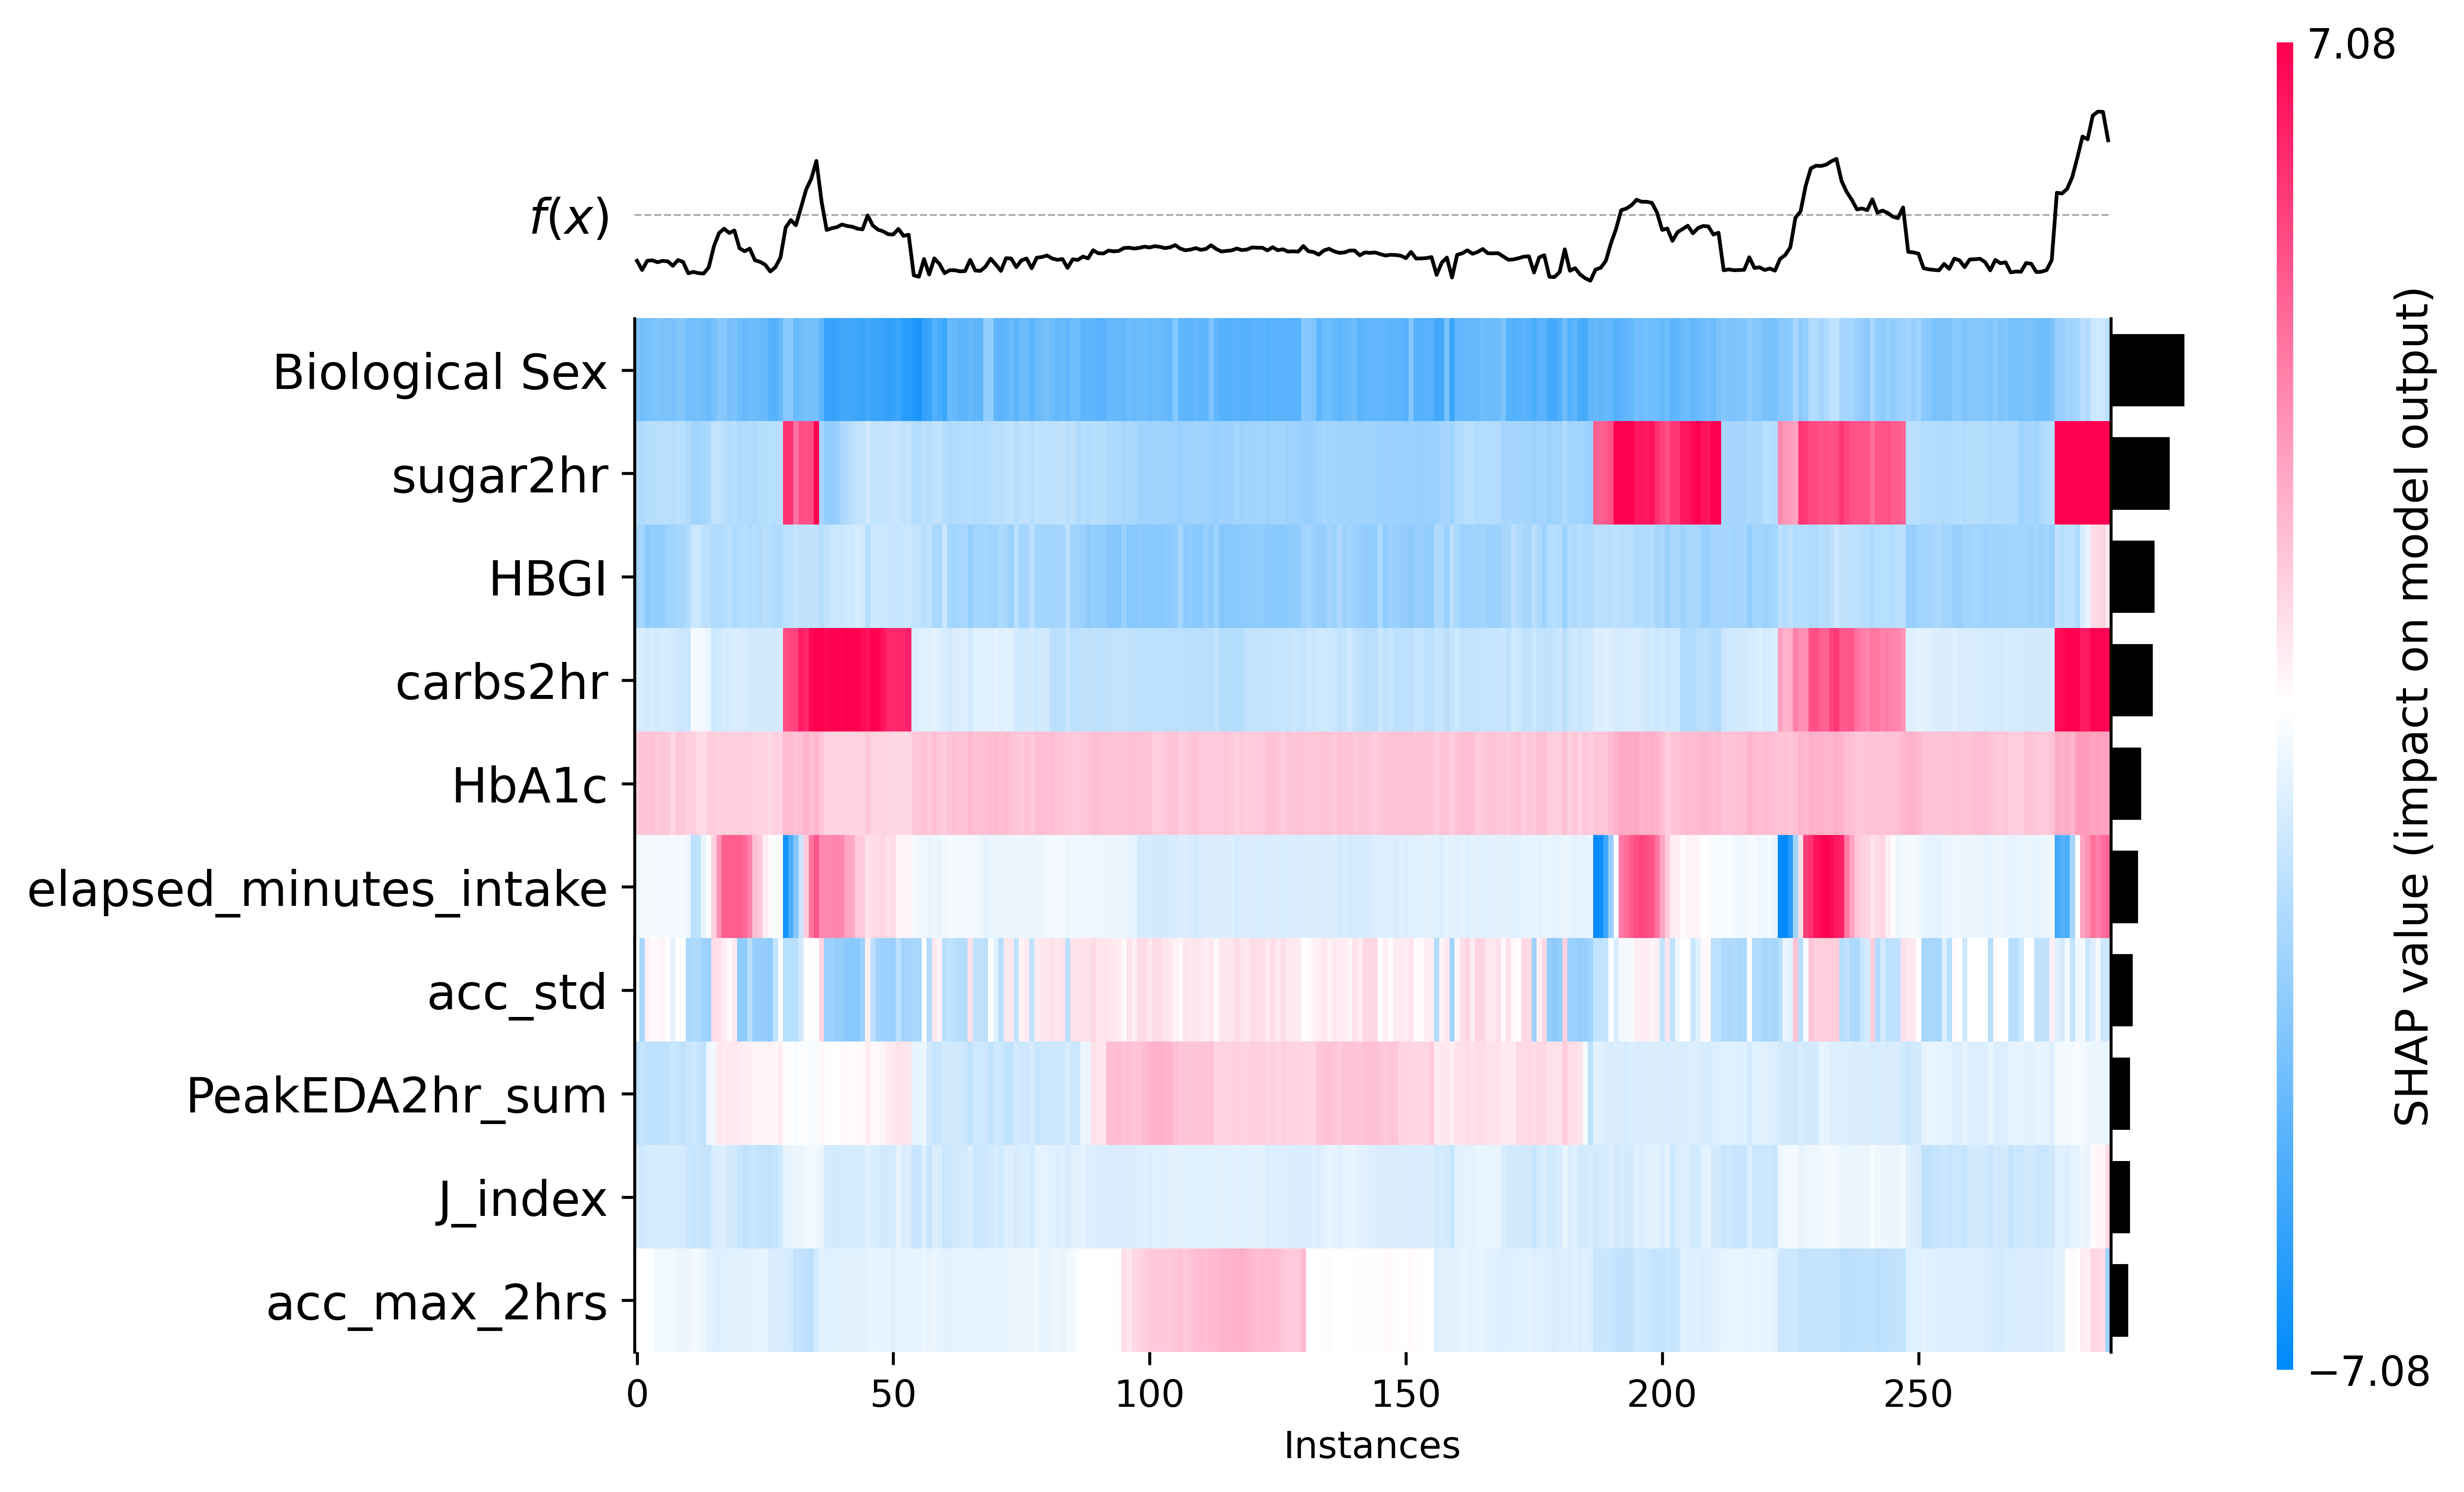 7.08
f(x)
Biological Sex
sugar2hr
HBGI
carbs2hr
HbA1c
elapsed_minutes_intake
acc_std
PeakEDA2hr_sum
J_index
acc_max_2hrs
SHAP value (impact on model output)
−7.08
0 50 100 150 200 250
Instances